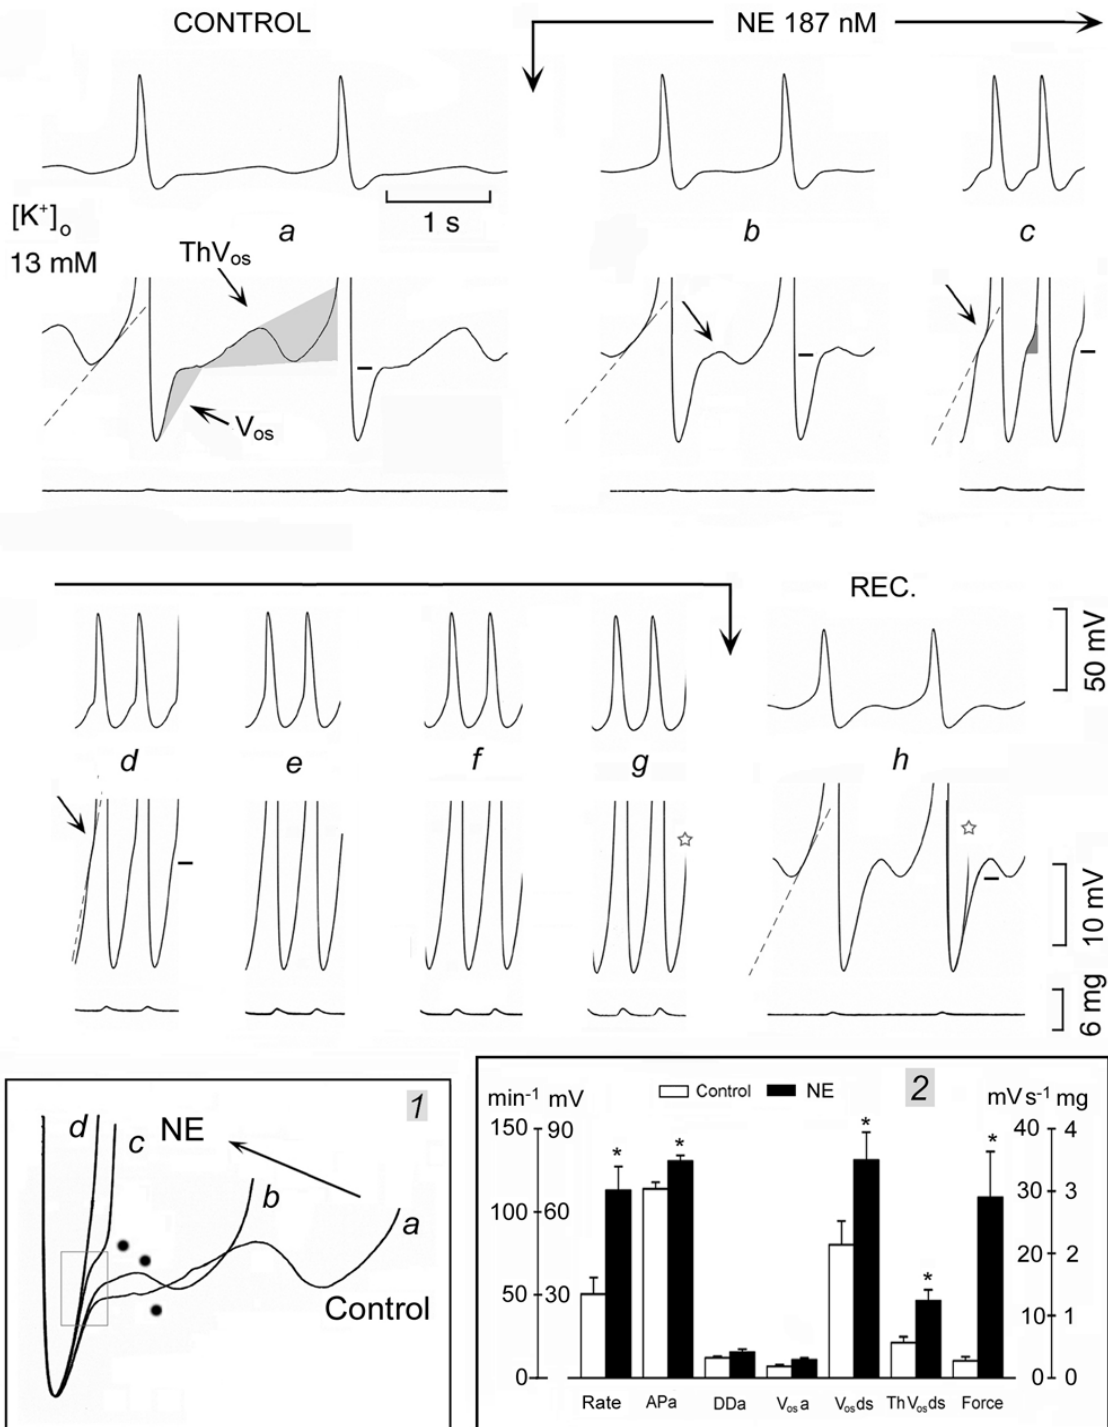 CONTROL
NE 187 nM
[K⁺]ₒ
13 mM
a
1 s
b
c
ThVos
Vos
REC.
50 mV
d
e
f
g
h
10 mV
6 mg
1
d
c
NE
b
a
Control
2
min⁻¹ mV
Control
NE
mV s⁻¹ mg
150
90
40
4
*
*
*
*
*
100
60
30
3
20
2
50
30
10
1
0
0
0
0
Rate
APa
DDa
Vos a
Vos ds
Th Vos ds
Force